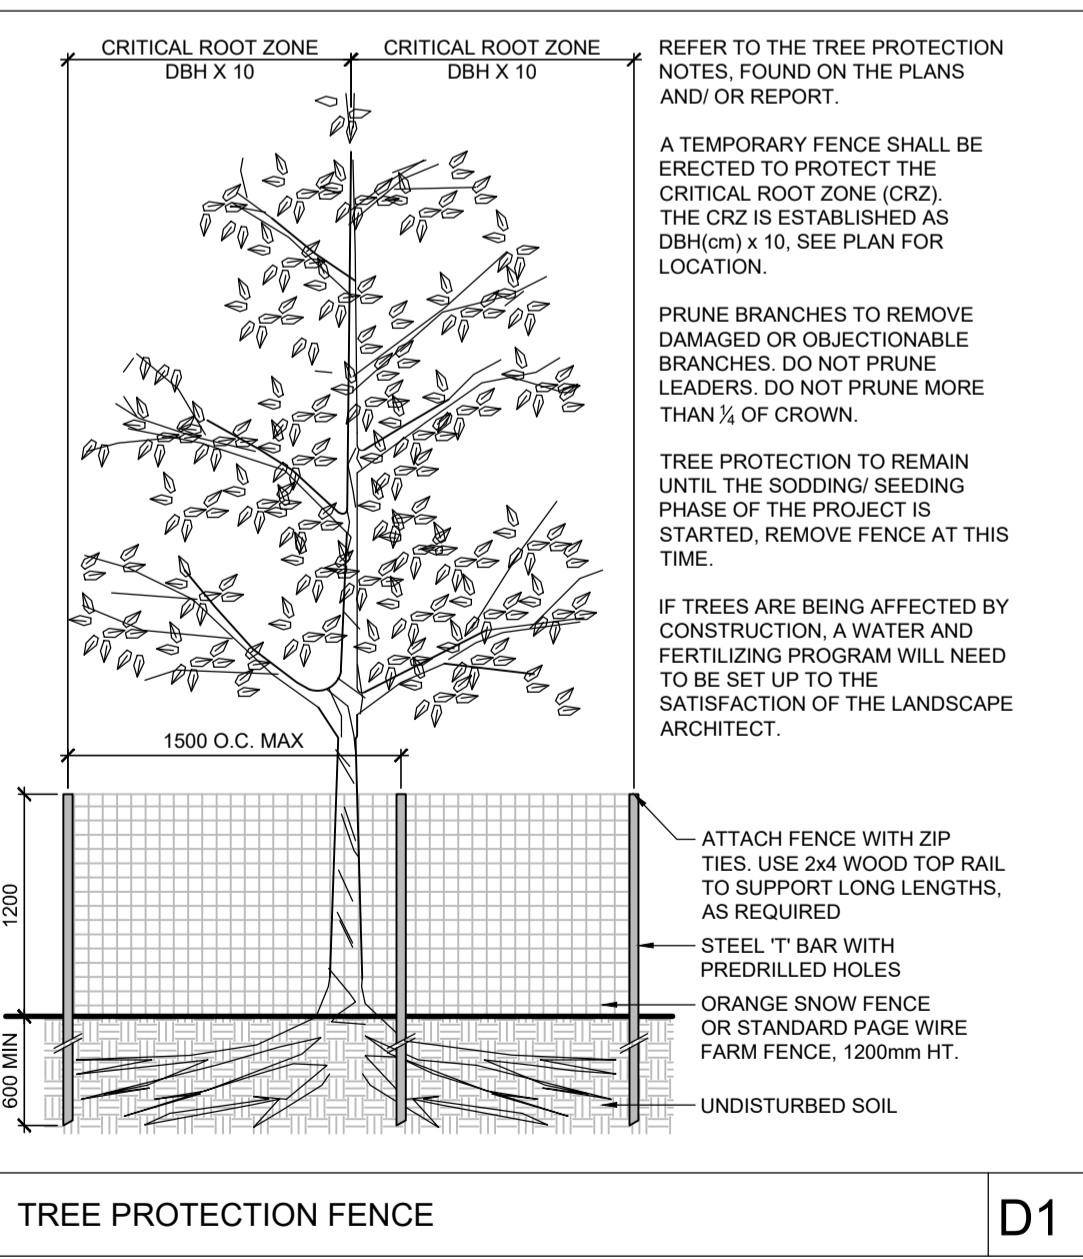 CRITICAL ROOT ZONE
DBH X 10
CRITICAL ROOT ZONE
DBH X 10
REFER TO THE TREE PROTECTION
NOTES, FOUND ON THE PLANS
AND/ OR REPORT.
A TEMPORARY FENCE SHALL BE
ERECTED TO PROTECT THE
CRITICAL ROOT ZONE (CRZ).
THE CRZ IS ESTABLISHED AS
DBH(cm) x 10, SEE PLAN FOR
LOCATION.
PRUNE BRANCHES TO REMOVE
DAMAGED OR OBJECTIONABLE
BRANCHES. DO NOT PRUNE
LEADERS. DO NOT PRUNE MORE
THAN ¼ OF CROWN.
TREE PROTECTION TO REMAIN
UNTIL THE SODDING/ SEEDING
PHASE OF THE PROJECT IS
STARTED, REMOVE FENCE AT THIS
TIME.
IF TREES ARE BEING AFFECTED BY
CONSTRUCTION, A WATER AND
FERTILIZING PROGRAM WILL NEED
TO BE SET UP TO THE
SATISFACTION OF THE LANDSCAPE
ARCHITECT.
1500 O.C. MAX
1200
600 MIN
ATTACH FENCE WITH ZIP
TIES. USE 2x4 WOOD TOP RAIL
TO SUPPORT LONG LENGTHS,
AS REQUIRED
STEEL 'T' BAR WITH
PREDRILLED HOLES
ORANGE SNOW FENCE
OR STANDARD PAGE WIRE
FARM FENCE, 1200mm HT.
UNDISTURBED SOIL
TREE PROTECTION FENCE
D1